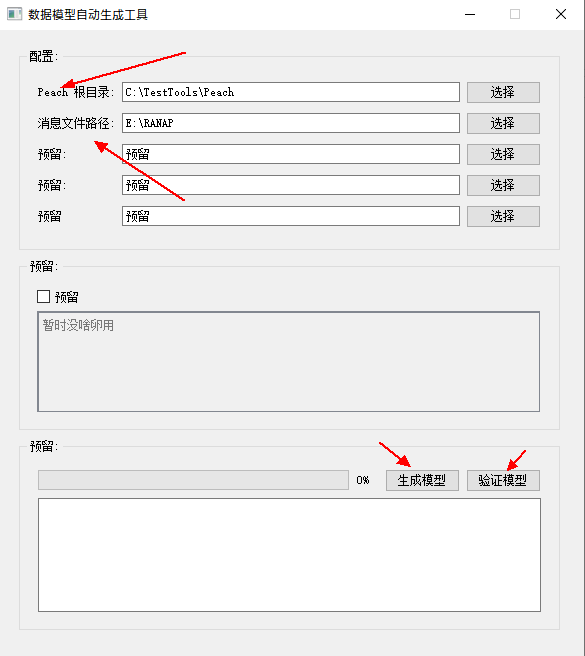 数据模型自动生成工具
配置:
Peach 根目录: C:\TestTools\Peach 选择
消息文件路径: E:\RANAP 选择
预留: 预留 选择
预留: 预留 选择
预留 预留 选择
预留:
预留
暂时没啥卵用
预留:
0% 生成模型 验证模型